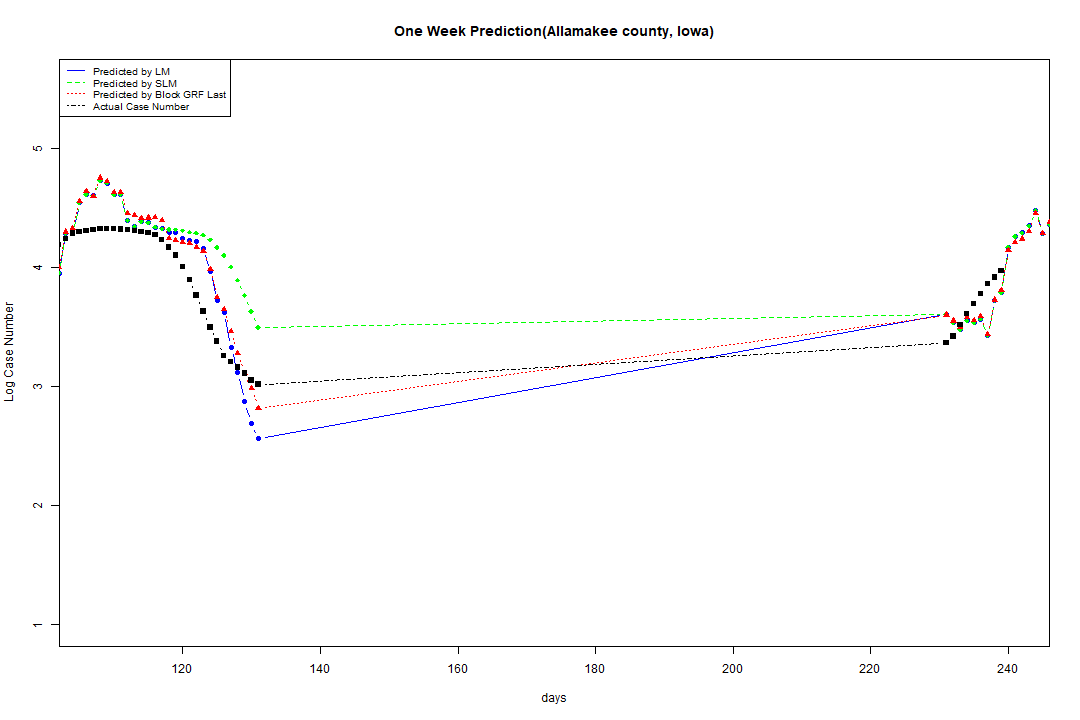 One Week Prediction(Allamakee county, Iowa)
Predicted by LM
Predicted by SLM
Predicted by Block GRF Last
Actual Case Number
Log Case Number
5
4
3
2
1
120 140 160 180 200 220 240
days